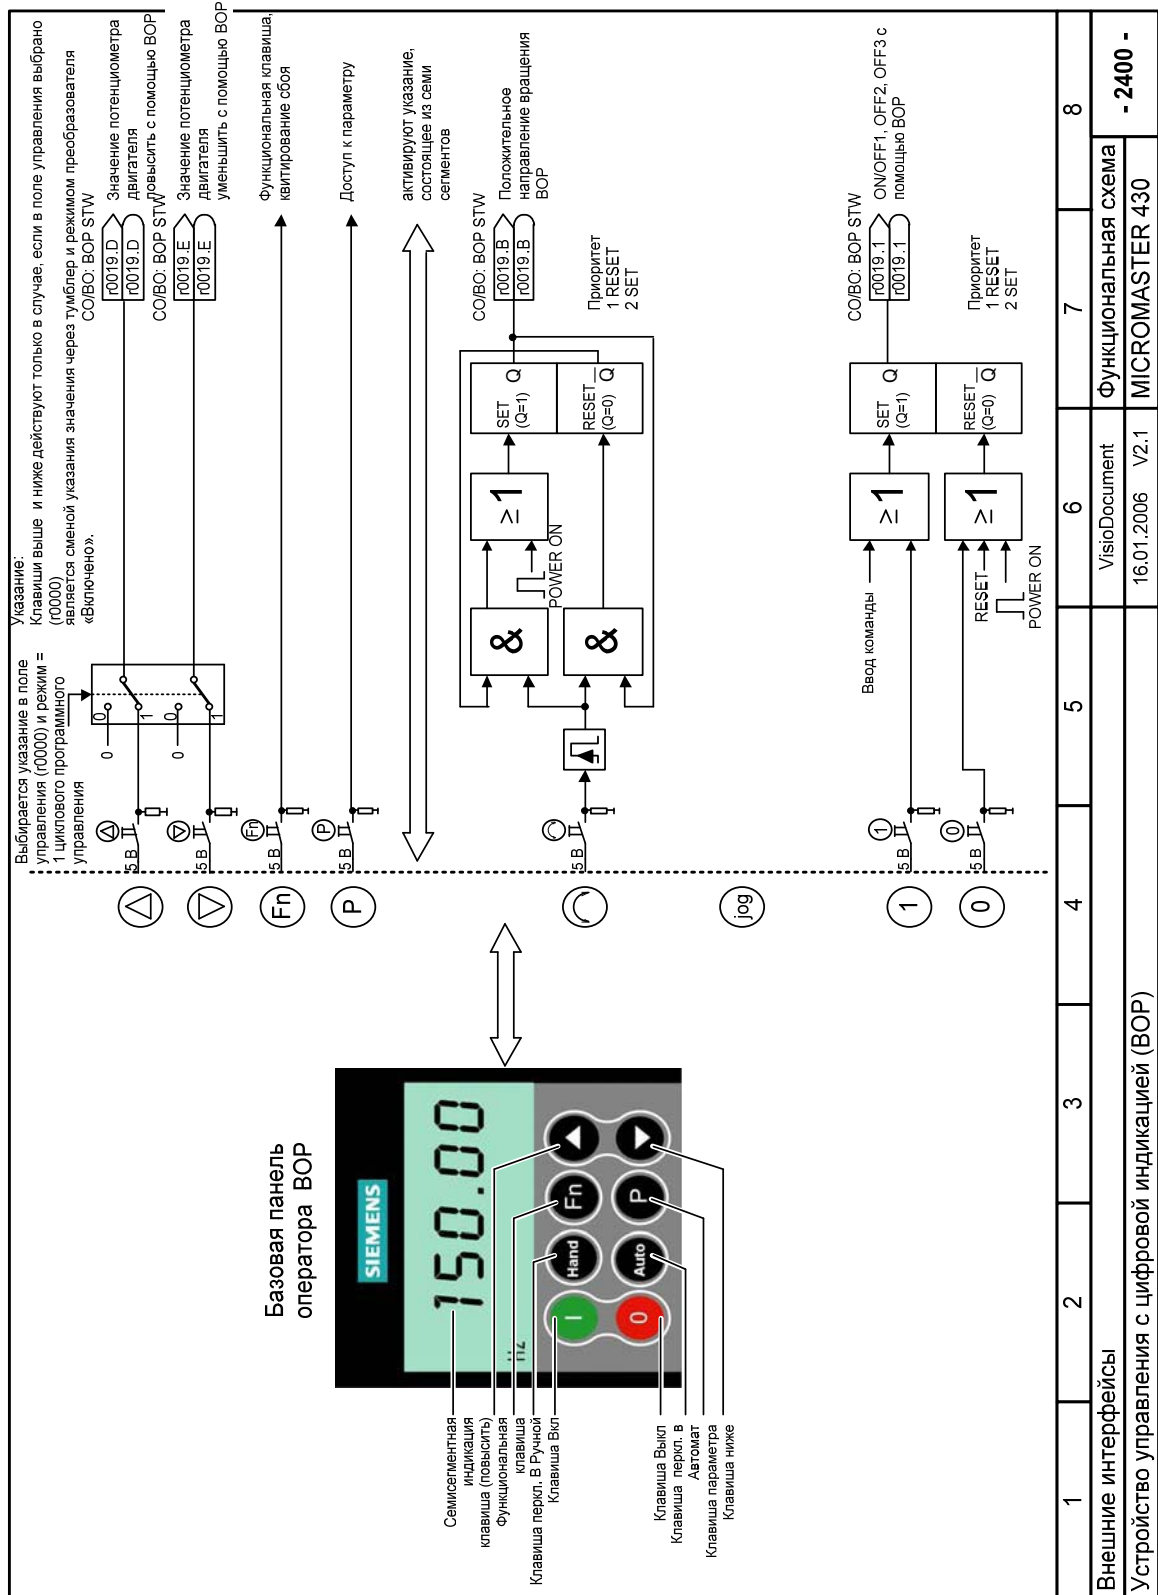 Указание:
Клавиши выше и ниже действуют только в случае, если в поле управления выбрано
(r0000)
является сменой указания значения через тумблер и режимом преобразователя
«Включено».
Выбирается указание в поле
управления (r0000) и режим =
1 циклового программного
управления
CO/BO: BOP STW
r0019.D
r0019.D
Значение потенциометра
двигателя
повысить с помощью BOP
CO/BO: BOP STW
r0019.E
r0019.E
Значение потенциометра
двигателя
уменьшить с помощью BOP
0
0
1
0
0
1
5 В
5 В
Fn
Fn
5 В
Функциональная клавиша,
квитирование сбоя
P
P
5 В
Доступ к параметру
активируют указание,
состоящее из семи
сегментов
5 В
&
&
≥1
POWER ON
SET
(Q=1)
Q
RESET
(Q=0)
Q
CO/BO: BOP STW
r0019.B
r0019.B
Положительное
направление вращения
BOP
Приоритет
1 RESET
2 SET
jog
1
1
5 В
0
0
5 В
Ввод команды
≥1
RESET
POWER ON
≥1
SET
(Q=1)
Q
RESET
(Q=0)
Q
CO/BO: BOP STW
r0019.1
r0019.1
ON/OFF1, OFF2, OFF3 с
помощью BOP
Приоритет
1 RESET
2 SET
Базовая панель
оператора BOP
SIEMENS
150.00
Hz
I
Hand
Fn
0
Auto
P
Семисегментная
индикация
клавиша (повысить)
Функциональная
клавиша
Клавиша перкл. В Ручной
Клавиша Вкл
Клавиша Выкл
Клавиша перкл. в
Автомат
Клавиша параметра
Клавиша ниже
1 2 3 4 5 6 7 8
Внешние интерфейсы
VisioDocument
Функциональная схема
- 2400 -
Устройство управления с цифровой индикацией (BOP)
16.01.2006 V2.1
MICROMASTER 430